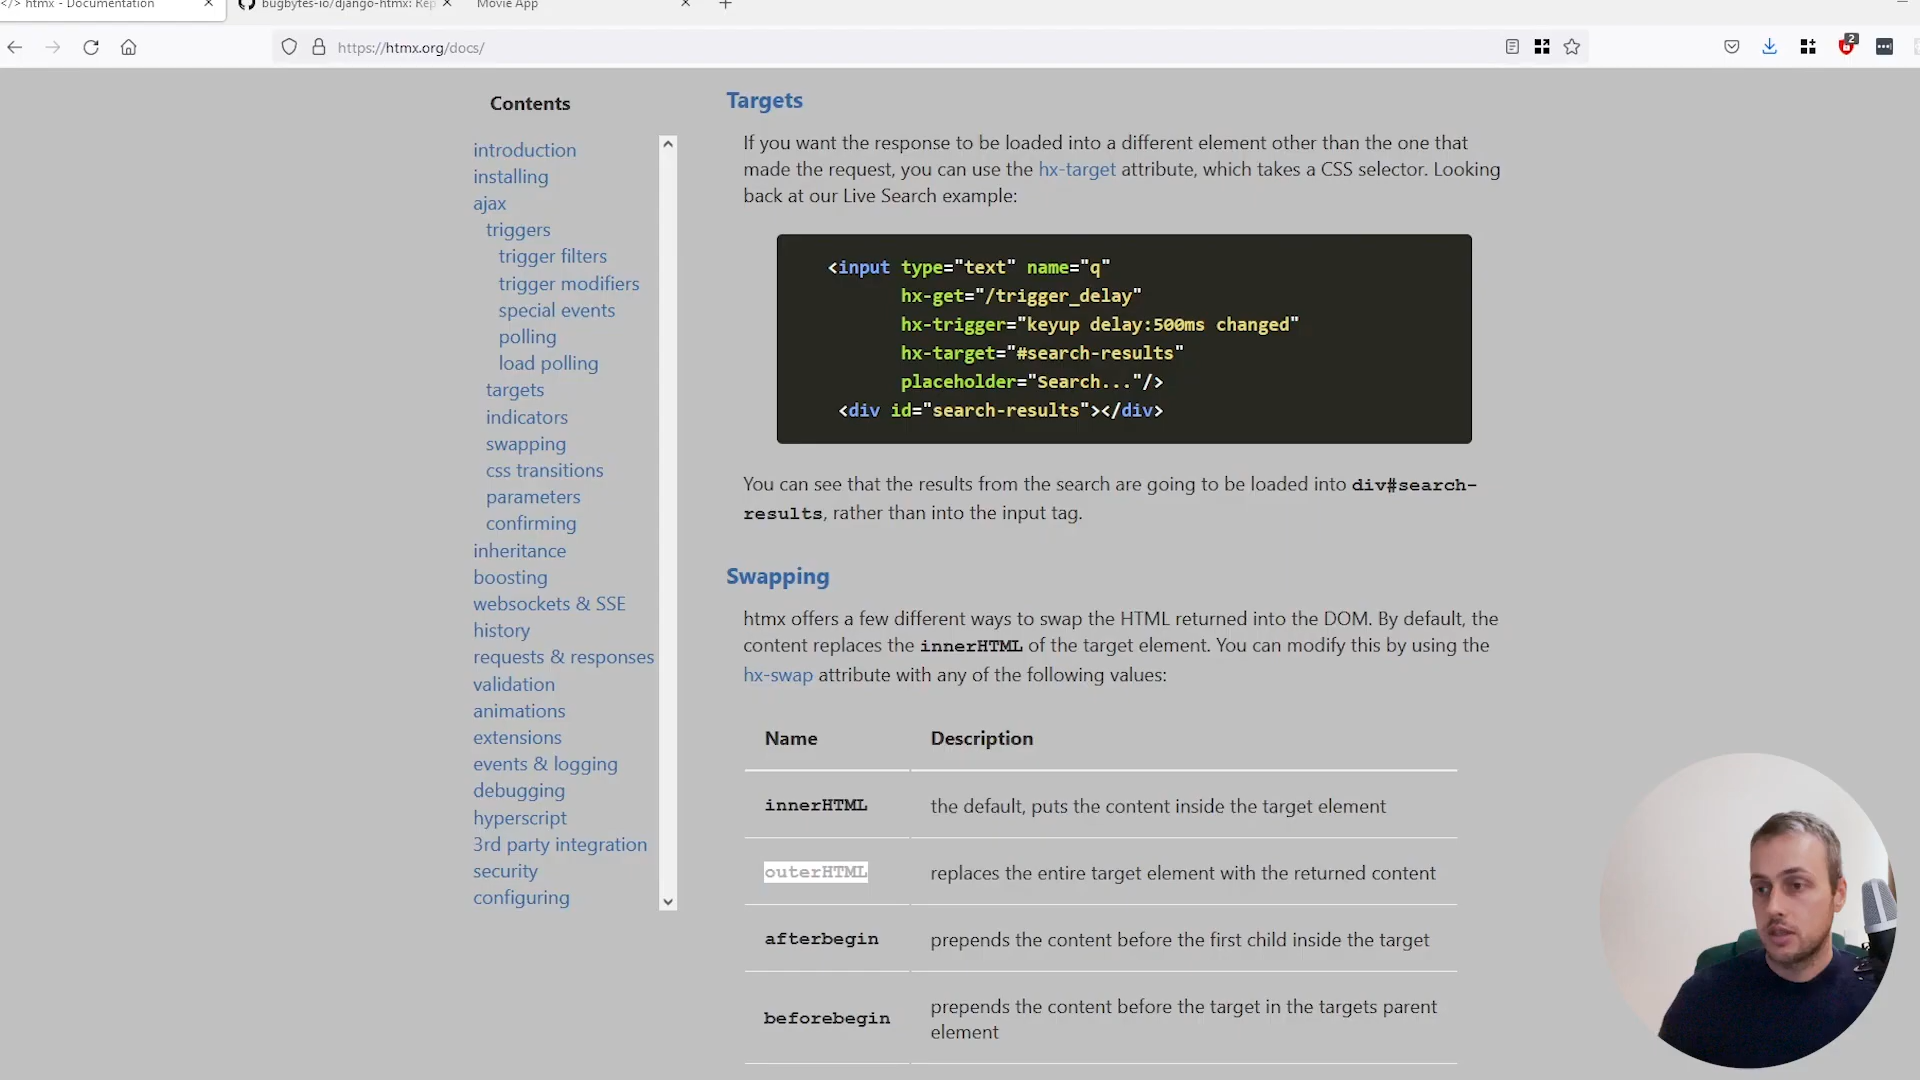 </> htmx - Documentation
bugbytes-io/django-htmx: Rep
Movie App
https://htmx.org/docs/
2
Contents
introduction
installing
ajax
triggers
trigger filters
trigger modifiers
special events
polling
load polling
targets
indicators
swapping
css transitions
parameters
confirming
inheritance
boosting
websockets & SSE
history
requests & responses
validation
animations
extensions
events & logging
debugging
hyperscript
3rd party integration
security
configuring
Targets
If you want the response to be loaded into a different element other than the one that
made the request, you can use the hx-target attribute, which takes a CSS selector. Looking
back at our Live Search example:
<input type="text" name="q"
hx-get="/trigger_delay"
hx-trigger="keyup delay:500ms changed"
hx-target="#search-results"
placeholder="Search..."/>
<div id="search-results"></div>
You can see that the results from the search are going to be loaded into div#search-
results, rather than into the input tag.
Swapping
htmx offers a few different ways to swap the HTML returned into the DOM. By default, the
content replaces the innerHTML of the target element. You can modify this by using the
hx-swap attribute with any of the following values:
Name Description
innerHTML the default, puts the content inside the target element
outerHTML replaces the entire target element with the returned content
afterbegin prepends the content before the first child inside the target
beforebegin prepends the content before the target in the targets parent
element